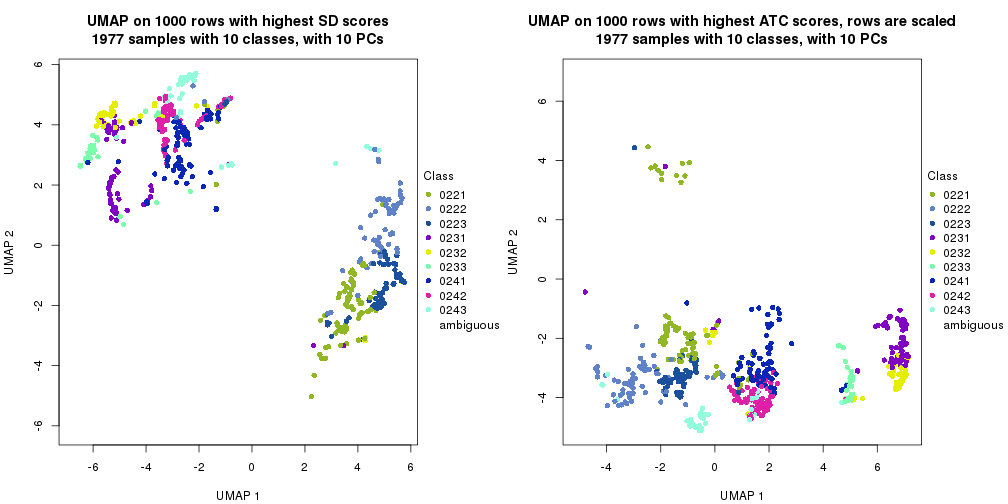 UMAP on 1000 rows with highest SD scores
1977 samples with 10 classes, with 10 PCs
6
4
2
0
-2
-4
-6
UMAP 2
-6 -4 -2 0 2 4 6
UMAP 1
Class
0221
0222
0223
0231
0232
0233
0241
0242
0243
ambiguous
UMAP on 1000 rows with highest ATC scores, rows are scaled
1977 samples with 10 classes, with 10 PCs
6
4
2
0
-2
-4
UMAP 2
-4 -2 0 2 4 6
UMAP 1
Class
0221
0222
0223
0231
0232
0233
0241
0242
0243
ambiguous